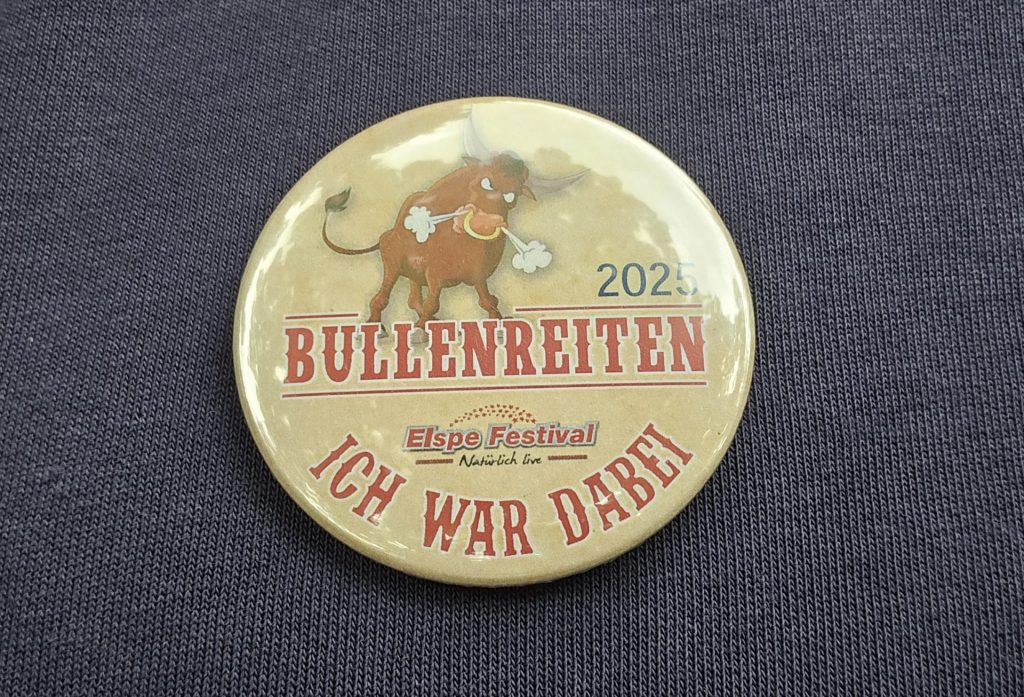 2025
BULLENREITEN
Elspe Festival
Natürlich live
ICH WAR DABEI